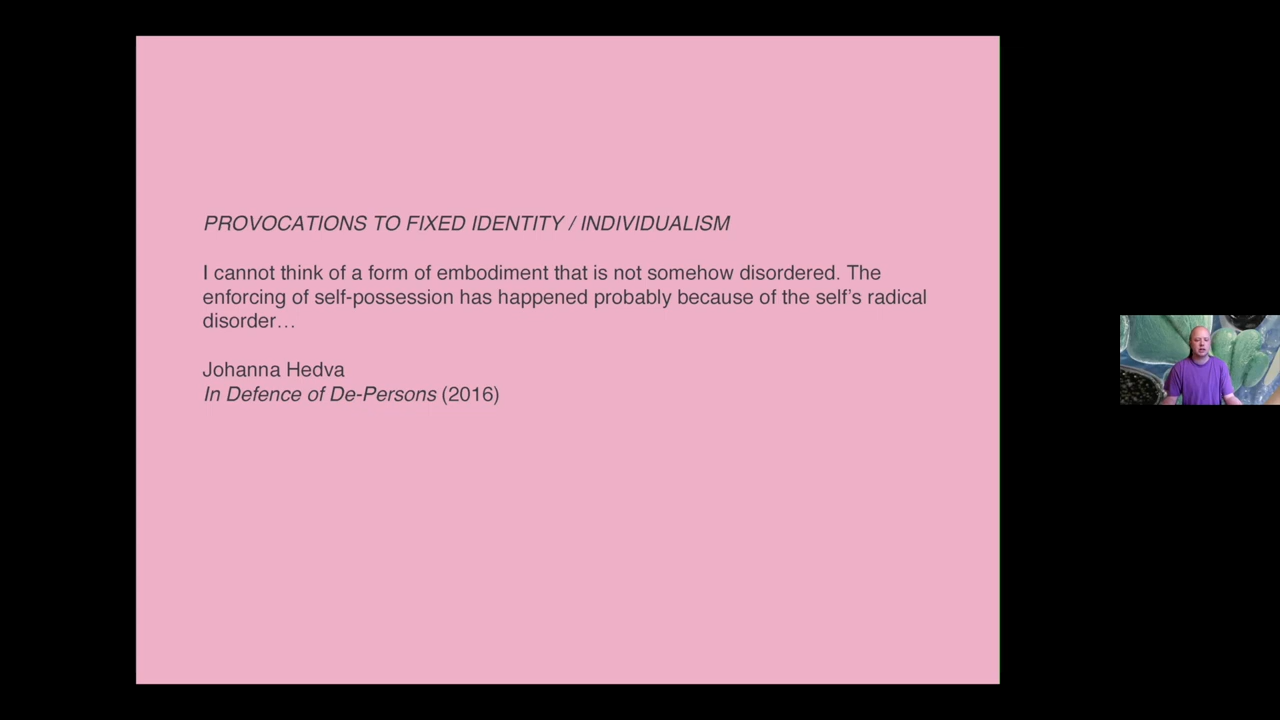 PROVOCATIONS TO FIXED IDENTITY / INDIVIDUALISM
I cannot think of a form of embodiment that is not somehow disordered. The
enforcing of self-possession has happened probably because of the self’s radical
disorder…
Johanna Hedva
In Defence of De-Persons (2016)